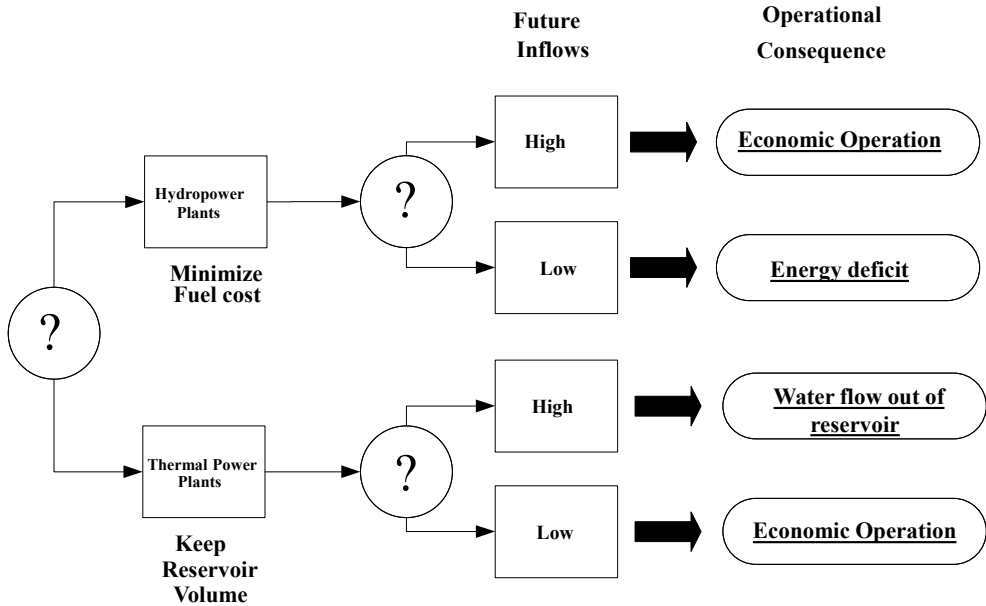 Future
Inflows
Operational
Consequence
High
Economic Operation
Hydropower
Plants
?
Minimize
Fuel cost
Low
Energy deficit
?
High
Water flow out of
reservoir
Thermal Power
Plants
?
Keep
Reservoir
Volume
Low
Economic Operation